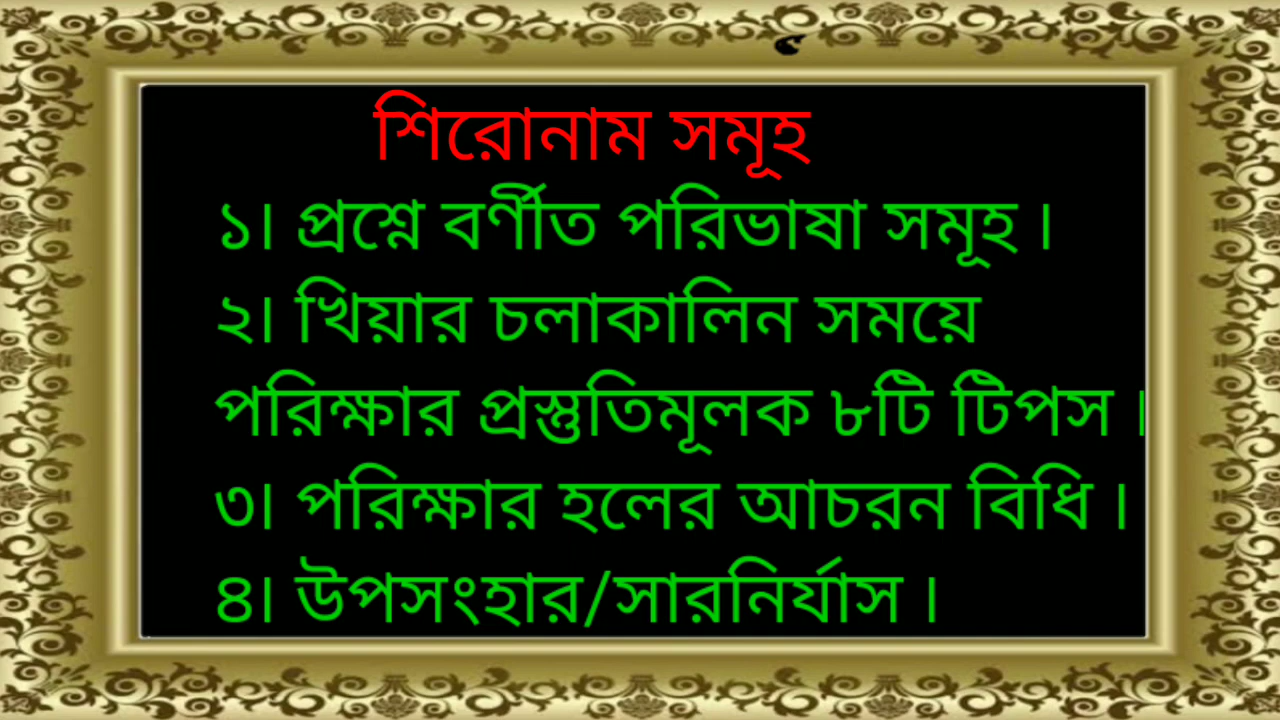 শিরোনাম সমূহ
১। প্রশ্নে বর্ণীত পরিভাষা সমূহ ।
২। খিয়ার চলাকালিন সময়ে
পরিক্ষার প্রস্তুতিমূলক ৮টি টিপস ।
৩। পরিক্ষার হলের আচরন বিধি ।
৪। উপসংহার/সারনির্যাস ।